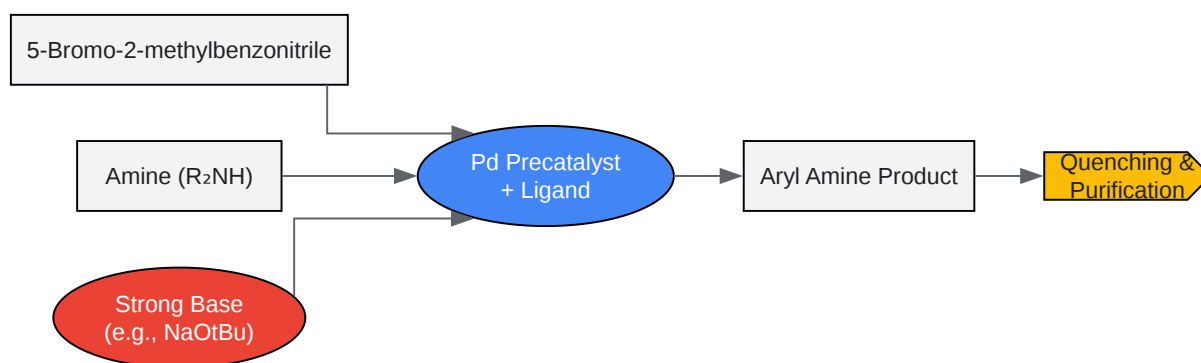 5-Bromo-2-methylbenzonitrile
Amine (R₂NH)
Strong Base
(e.g., NaOtBu)
Pd Precatalyst
+ Ligand
Aryl Amine Product
Quenching &
Purification